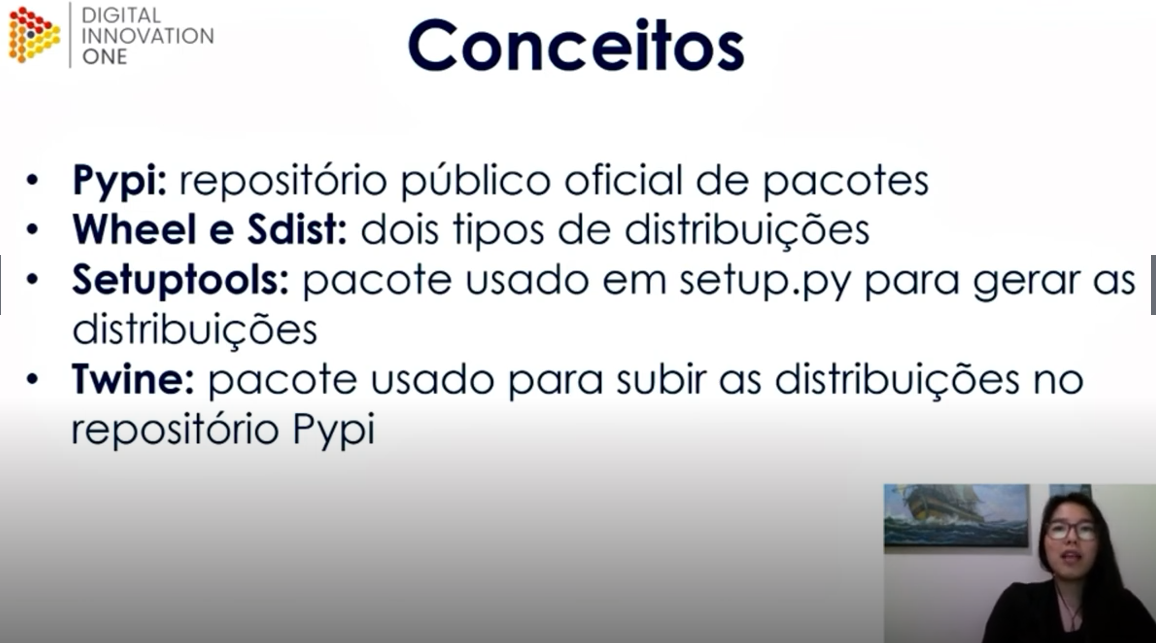 DIGITAL
INNOVATION
ONE
Conceitos
• Pypi: repositório público oficial de pacotes
• Wheel e Sdist: dois tipos de distribuições
• Setuptools: pacote usado em setup.py para gerar as
distribuições
• Twine: pacote usado para subir as distribuições no
repositório Pypi